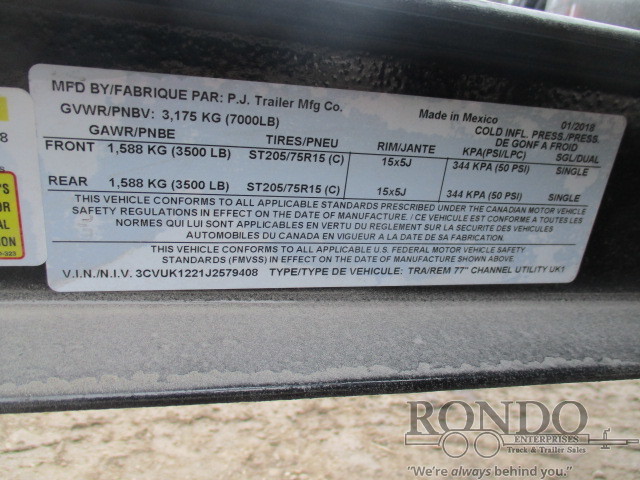 MFD BY/FABRIQUE PAR: P.J. Trailer Mfg Co.
Made in Mexico
01/2018
GVWR/PNBV: 3,175 KG (7000LB)
COLD INFL. PRESS./PRESS.
DE GONF A FROID
GAWR/PNBE TIRES/PNEU RIM/JANTE KPA(PSI/LPC) SGL/DUAL
FRONT 1,588 KG (3500 LB) ST205/75R15 (C) 15x5J 344 KPA (50 PSI) SINGLE
REAR 1,588 KG (3500 LB) ST205/75R15 (C) 15x5J 344 KPA (50 PSI) SINGLE
THIS VEHICLE CONFORMS TO ALL APPLICABLE STANDARDS PRESCRIBED UNDER THE CANADIAN MOTOR VEHICLE
SAFETY REGULATIONS IN EFFECT ON THE DATE OF MANUFACTURE. / CE VEHICULE EST CONFORME A TOUTES LES
NORMES QUI LUI SONT APPLICABLES EN VERTU DU REGLEMENT SUR LA SECURITE DES VEHICULES
AUTOMOBILES DU CANADA EN VIGUEUR A LA DATE DE SA FABRICATION.
THIS VEHICLE CONFORMS TO ALL APPLICABLE U.S. FEDERAL MOTOR VEHICLE SAFETY
STANDARDS (FMVSS) IN EFFECT ON THE DATE OF MANUFACTURE SHOWN ABOVE.
V.I.N./N.I.V. 3CVUK1221J2579408 TYPE/TYPE DE VEHICULE: TRA/REM 77" CHANNEL UTILITY UK1
RONDO
ENTERPRISES
Truck & Trailer Sales
"We're always behind you."